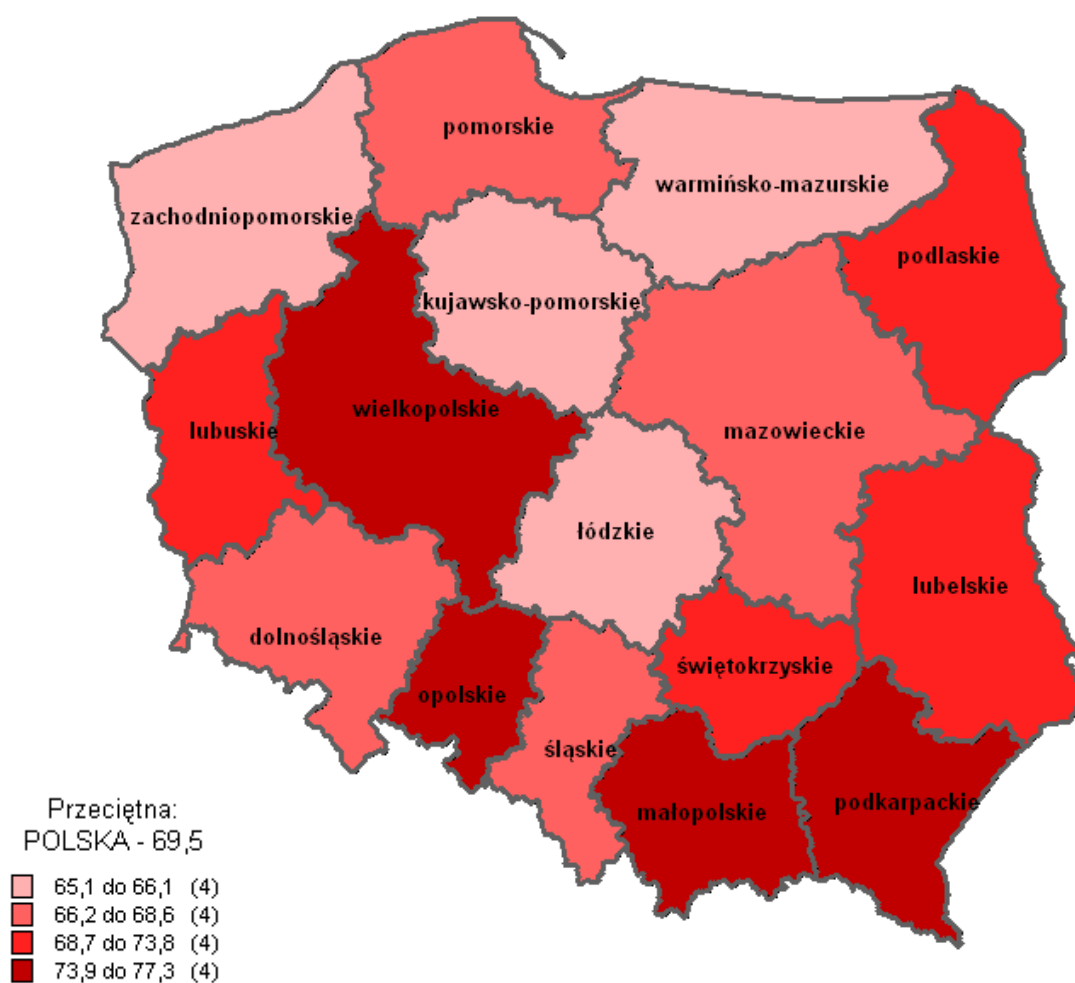 pomorskie
warmińsko-mazurskie
zachodniopomorskie
podlaskie
kujawsko-pomorskie
wielkopolskie
lubuskie
mazowieckie
łódzkie
lubelskie
dolnośląskie
świętokrzyskie
opolskie
śląskie
podkarpackie
małopolskie
Przeciętna:
POLSKA - 69,5
65,1 do 66,1 (4)
66,2 do 68,6 (4)
68,7 do 73,8 (4)
73,9 do 77,3 (4)